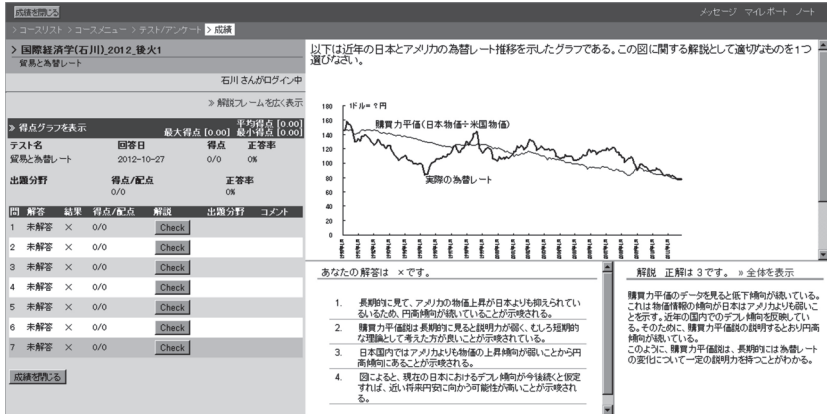 成績を閉じる
メッセージ マイレポート ノート
> コースリスト > コースメニュー > テスト/アンケート > 成績
> 国際経済学(石川)_2012_後火1
貿易と為替レート
石川 さんがログイン中
» 解説フレームを広く表示
» 得点グラフを表示
平均得点 [0.00]
最大得点 [0.00] 最小得点 [0.00]
テスト名 回答日 得点 正答率
貿易と為替レート 2012-10-27 0/0 0%
出題分野 得点/配点 正答率
0/0 0%
問 解答 結果 得点/配点 解説 出題分野 コメント
1 未解答 × 0/0 Check
2 未解答 × 0/0 Check
3 未解答 × 0/0 Check
4 未解答 × 0/0 Check
5 未解答 × 0/0 Check
6 未解答 × 0/0 Check
7 未解答 × 0/0 Check
成績を閉じる
以下は近年の日本とアメリカの為替レート推移を示したグラフである。この図に関する解説として適切なものを1つ
選びなさい。
1ドル=?円
180
160
140
120
100
80
60
40
20
0
購買力平価(日本物価÷米国物価)
実際の為替レート
あなたの解答は ×です。
1. 長期的に見て、アメリカの物価上昇が日本よりも抑えられてい
るいるため、円高傾向が続いていることが示唆される。
2. 購買力平価説は長期的に見ると説明力が弱く、むしろ短期的
な理論として考えた方が良いことが示唆されている。
3. 日本国内ではアメリカよりも物価の上昇傾向が弱いことから円
高傾向にあることが示唆される。
4. 図によると、現在の日本におけるデフレ傾向が今後続くと仮定
すれば、近い将来円安に向かう可能性が高いことが示唆され
る。
解説 正解は 3 です。 » 全体を表示
購買力平価のデータを見ると低下傾向が続いている。
これは物価情報の傾向が日本はアメリカよりも弱いこ
とを示す。近年の国内でのデフレ傾向を反映してい
る。そのために、購買力平価説の説明するとおり円高
傾向が続いている。
このように、購買力平価説は、長期的には為替レート
の変化について一定の説明力を持つことがわかる。